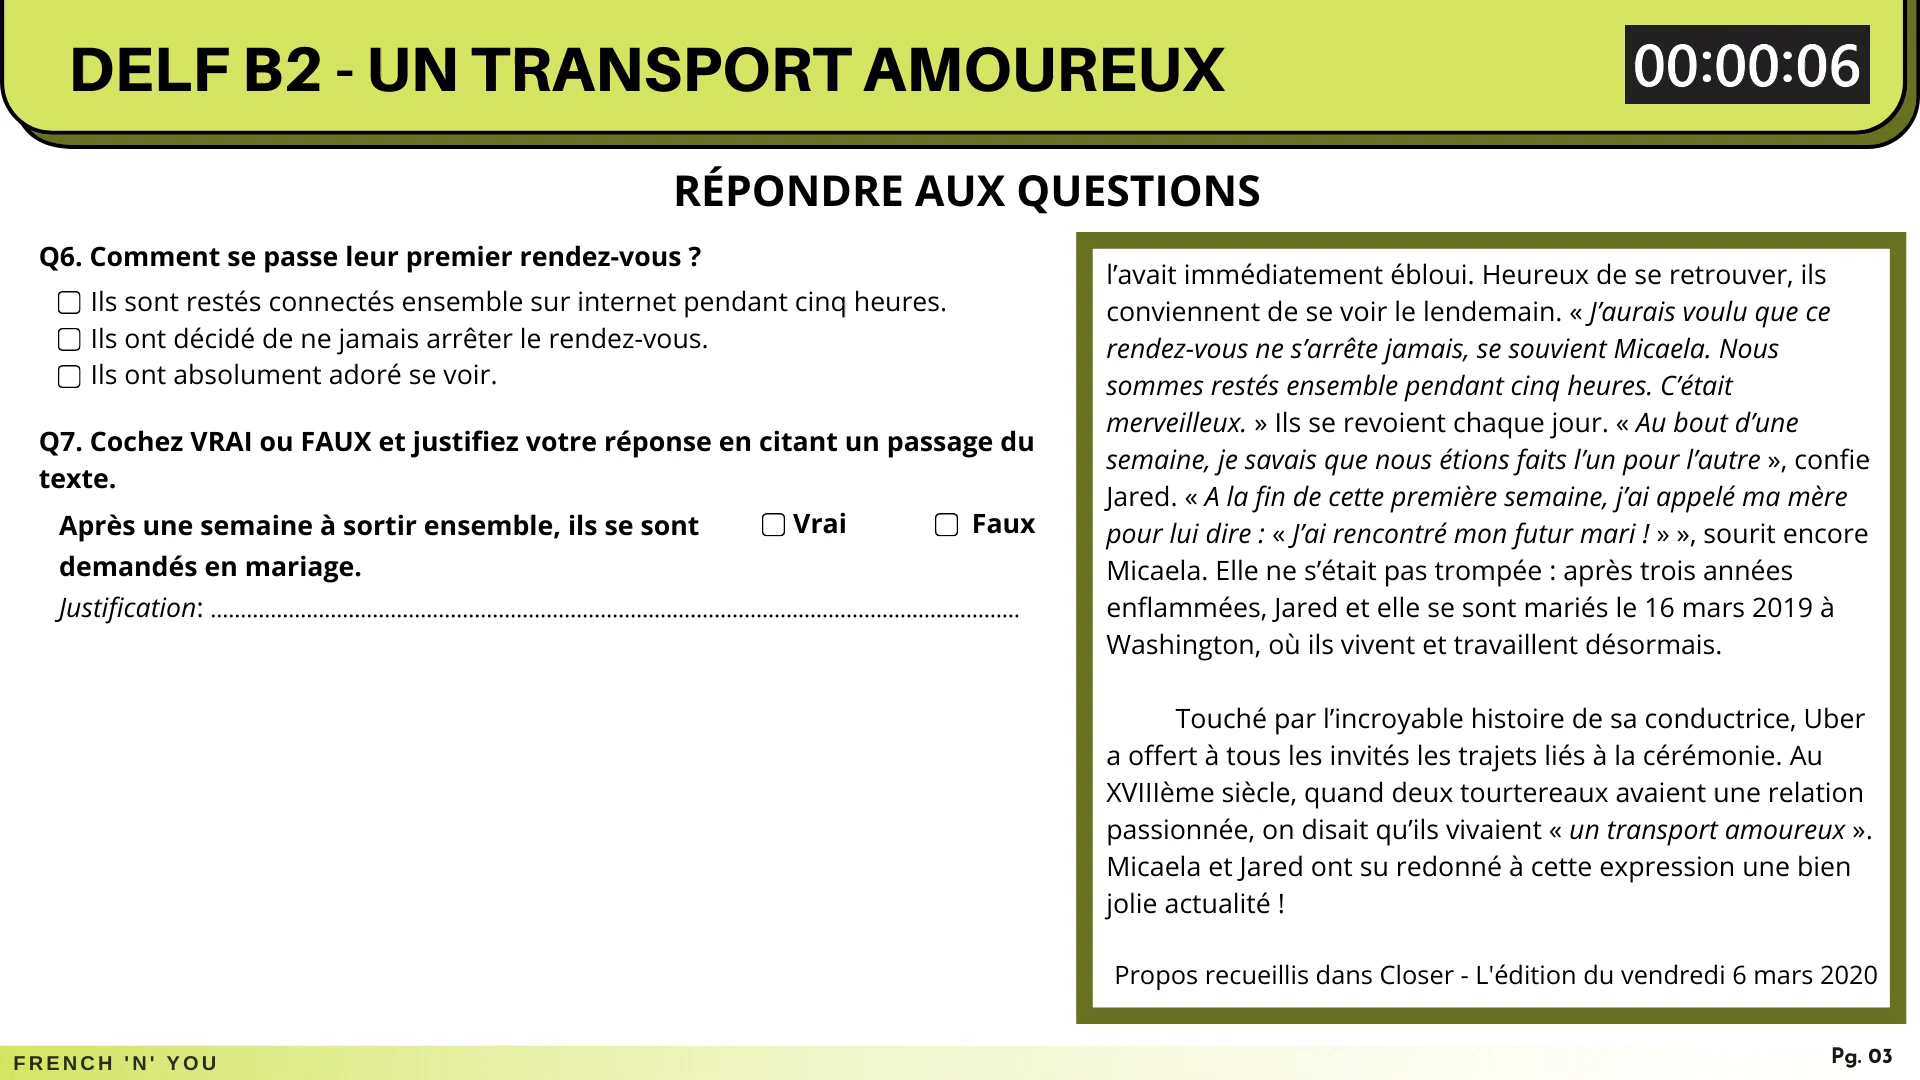 DELF B2 - UN TRANSPORT AMOUREUX
00:00:06
RÉPONDRE AUX QUESTIONS
Q6. Comment se passe leur premier rendez-vous ?
Ils sont restés connectés ensemble sur internet pendant cinq heures.
Ils ont décidé de ne jamais arrêter le rendez-vous.
Ils ont absolument adoré se voir.
Q7. Cochez VRAI ou FAUX et justifiez votre réponse en citant un passage du
texte.
Après une semaine à sortir ensemble, ils se sont
demandés en mariage.
Vrai
Faux
Justification: ..........................................................................................................................................
l’avait immédiatement ébloui. Heureux de se retrouver, ils
conviennent de se voir le lendemain. « J’aurais voulu que ce
rendez-vous ne s’arrête jamais, se souvient Micaela. Nous
sommes restés ensemble pendant cinq heures. C’était
merveilleux. » Ils se revoient chaque jour. « Au bout d’une
semaine, je savais que nous étions faits l’un pour l’autre », confie
Jared. « A la fin de cette première semaine, j’ai appelé ma mère
pour lui dire : « J’ai rencontré mon futur mari ! » », sourit encore
Micaela. Elle ne s’était pas trompée : après trois années
enflammées, Jared et elle se sont mariés le 16 mars 2019 à
Washington, où ils vivent et travaillent désormais.
Touché par l’incroyable histoire de sa conductrice, Uber
a offert à tous les invités les trajets liés à la cérémonie. Au
XVIIIème siècle, quand deux tourtereaux avaient une relation
passionnée, on disait qu’ils vivaient « un transport amoureux ».
Micaela et Jared ont su redonné à cette expression une bien
jolie actualité !
Propos recueillis dans Closer - L'édition du vendredi 6 mars 2020
FRENCH 'N' YOU
Pg. 03